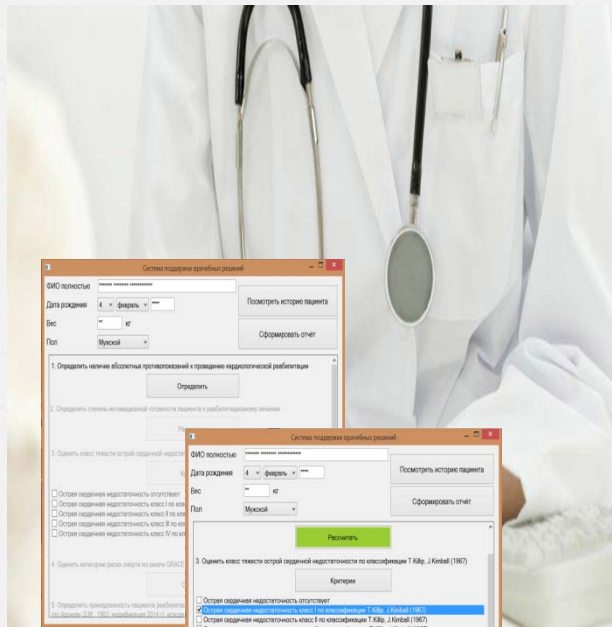 Система поддержки врачебных решений
ФИО полностью ******* ******* ***********
Дата рождения 4 февраль ****
Посмотреть историю пациента
Вес ** кг
Сформировать отчёт
Пол Мужской
1. Определить наличие абсолютных противопоказаний к проведению кардиологической реабилитации
Определить
2. Определить степень мотивационной готовности пациента к реабилитационному лечению
3. Оценить класс тяжести острой сердечной
Острая сердечная недостаточность отсутствует
Острая сердечная недостаточность класс I по
Острая сердечная недостаточность класс II по
Острая сердечная недостаточность класс III по
Острая сердечная недостаточность класс IV по
4. Оценить категорию риска смерти по шкале GRACE
5. Определить принадлежность пациента
Система поддержки врачебных решений
ФИО полностью ******* ******* ***********
Дата рождения 4 февраль ****
Посмотреть историю пациента
Вес ** кг
Сформировать отчёт
Пол Мужской
Рассчитать
3. Оценить класс тяжести острой сердечной недостаточности по классификации T.Killip, J.Kimball (1967)
Критерии
Острая сердечная недостаточность отсутствует
Острая сердечная недостаточность класс I по классификации T.Killip, J.Kimball (1967)
Острая сердечная недостаточность класс II по классификации T.Killip, J.Kimball (1967)